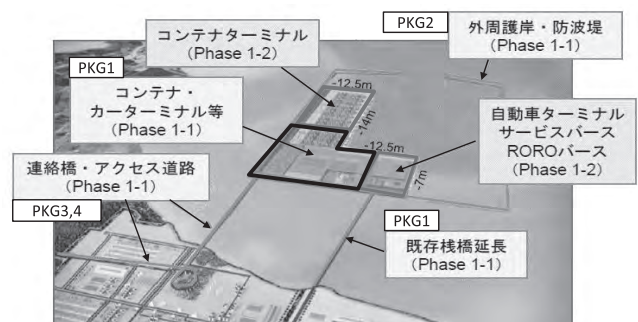 PKG2
外周護岸・防波堤
(Phase 1-1)
コンテナターミナル
(Phase 1-2)
PKG1
コンテナ・
カーターミナル等
(Phase 1-1)
-12.5m
-14m
-12.5m
-7m
自動車ターミナル
サービスバース
ROROバース
(Phase 1-2)
連絡橋・アクセス道路
(Phase 1-1)
PKG3,4
PKG1
既存桟橋延長
(Phase 1-1)